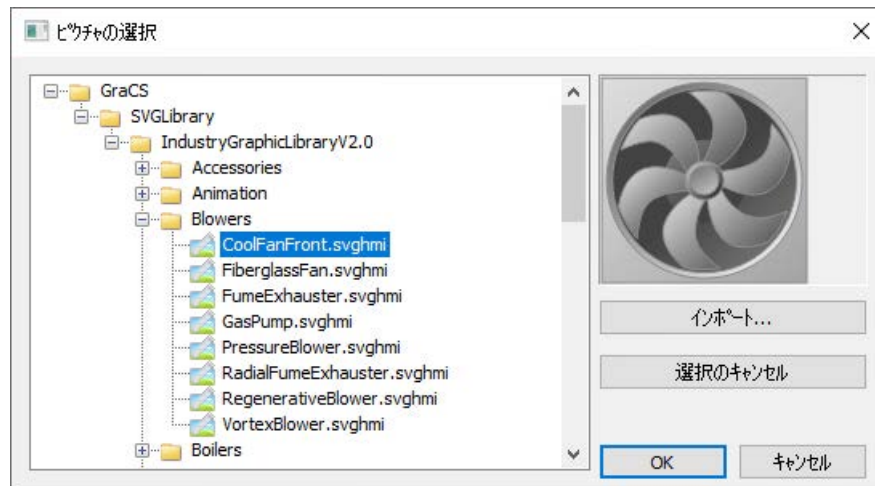 ﾋﾟｸﾁｬの選択
GraCS
SVGLibrary
IndustryGraphicLibraryV2.0
Accessories
Animation
Blowers
CoolFanFront.svghmi
FiberglassFan.svghmi
FumeExhauster.svghmi
GasPump.svghmi
PressureBlower.svghmi
RadialFumeExhauster.svghmi
RegenerativeBlower.svghmi
VortexBlower.svghmi
Boilers
ｲﾝﾎﾟｰﾄ...
選択のｷｬﾝｾﾙ
OK
ｷｬﾝｾﾙ